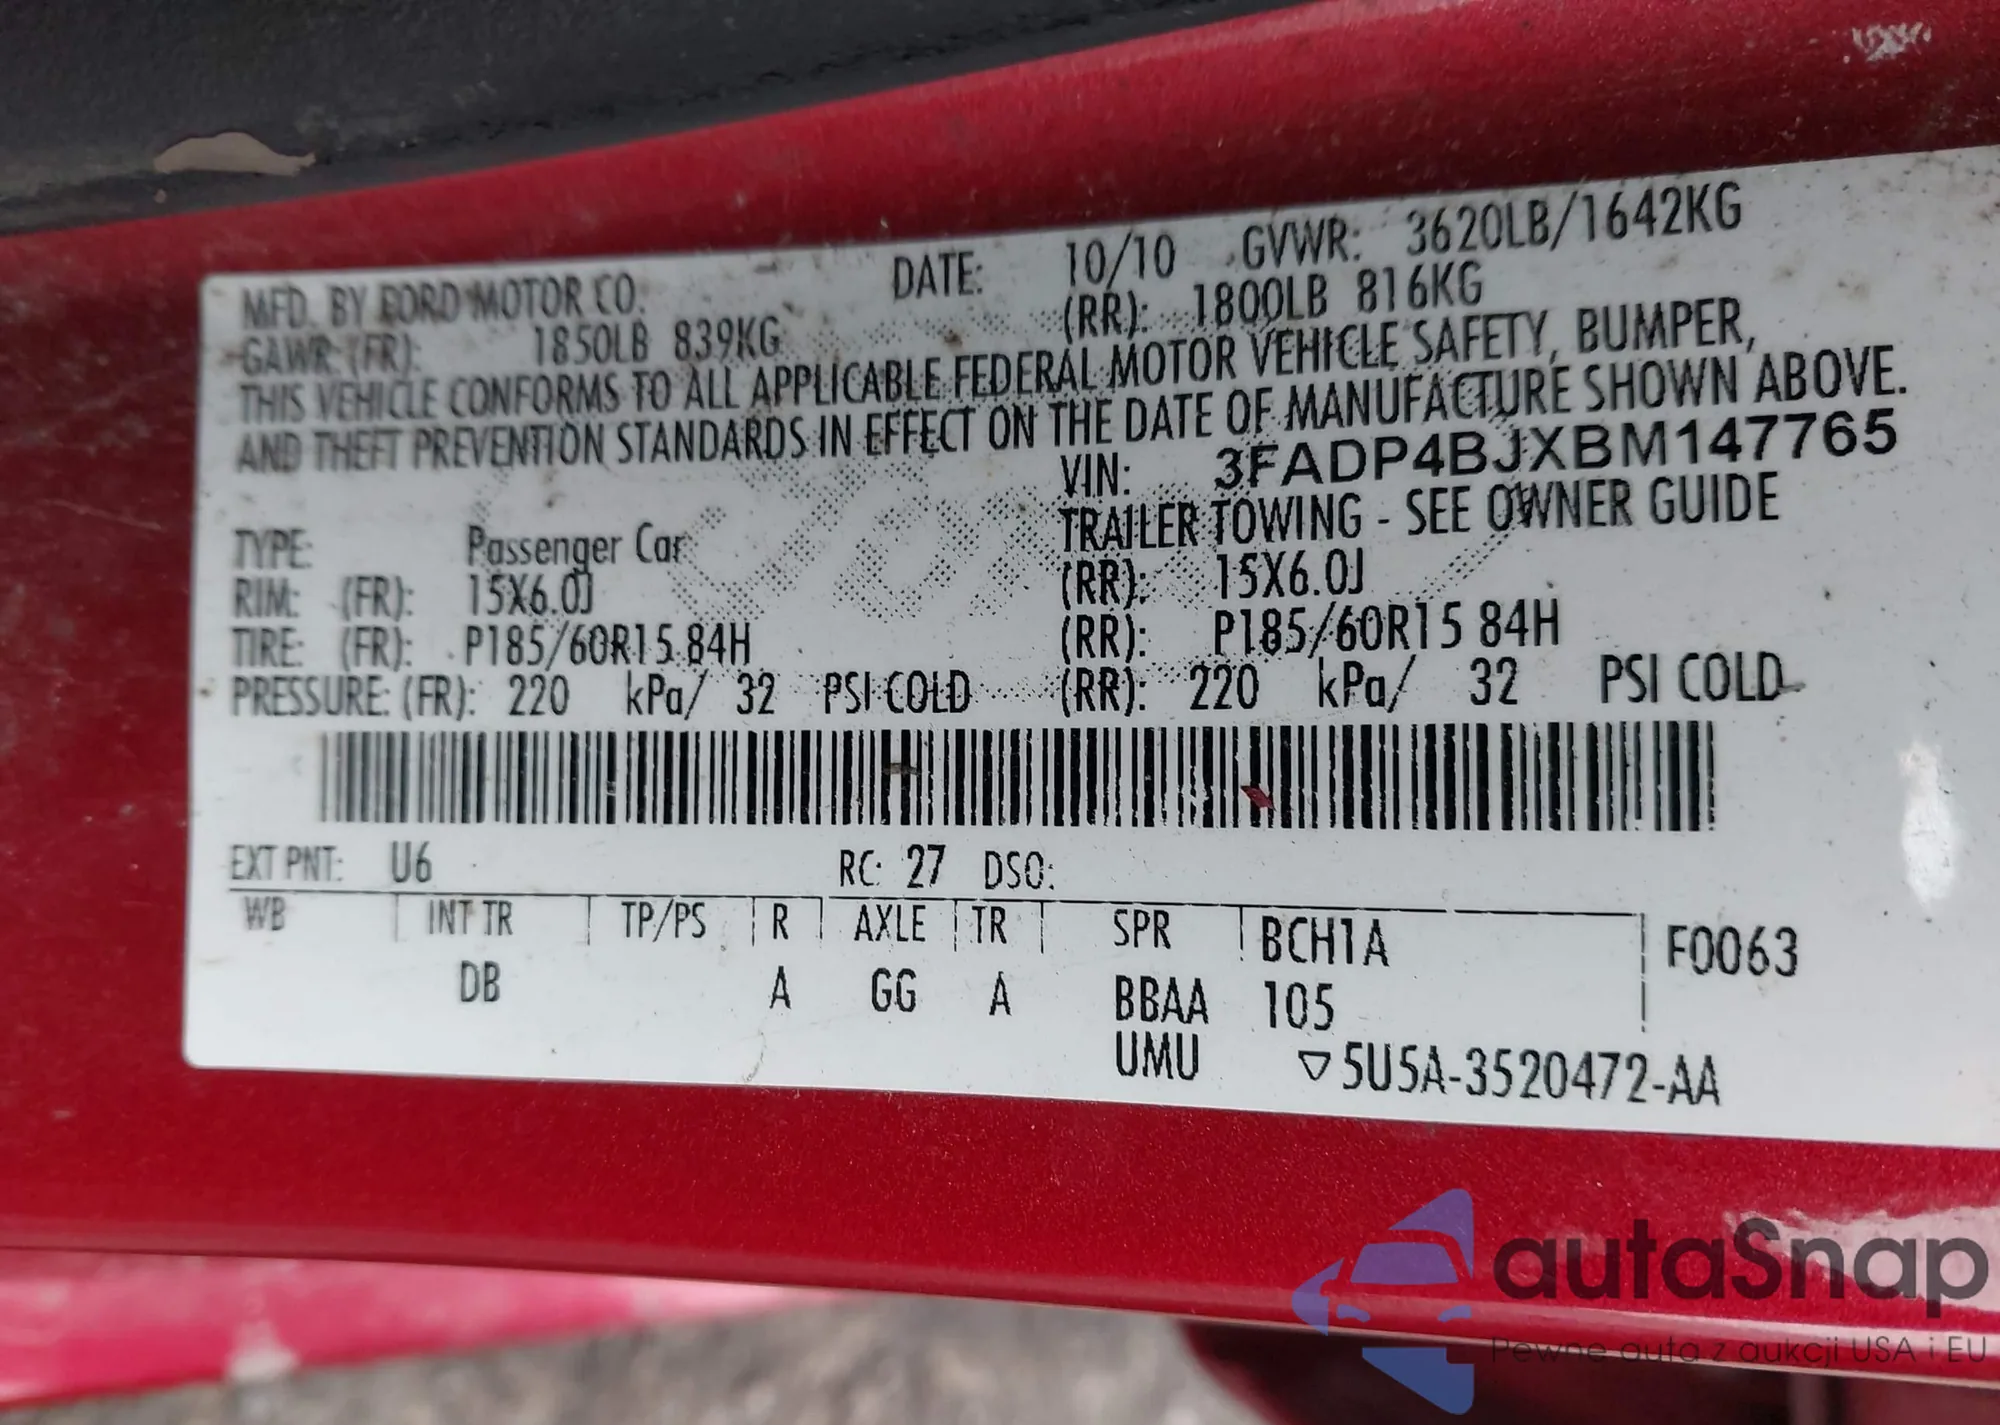 MFD. BY FORD MOTOR CO. DATE: 10/10 GVWR: 3620LB/1642KG
GAWR: (FR): 1850LB 839KG (RR): 1800LB 816KG
THIS VEHICLE CONFORMS TO ALL APPLICABLE FEDERAL MOTOR VEHICLE SAFETY, BUMPER,
AND THEFT PREVENTION STANDARDS IN EFFECT ON THE DATE OF MANUFACTURE SHOWN ABOVE.
VIN: 3FADP4BJXBM147765
TYPE: Passenger Car TRAILER TOWING - SEE OWNER GUIDE
RIM: (FR): 15X6.0J (RR): 15X6.0J
TIRE: (FR): P185/60R15 84H (RR): P185/60R15 84H
PRESSURE: (FR): 220 kPa/ 32 PSI COLD (RR): 220 kPa/ 32 PSI COLD
EXT PNT: U6 RC: 27 DSO:
WB INT TR TP/PS R AXLE TR SPR BCH1A F0063
DB A GG A BBAA 105
UMU ▽5U5A-3520472-AA
autaSnap
Pewne auta z aukcji USA i EU